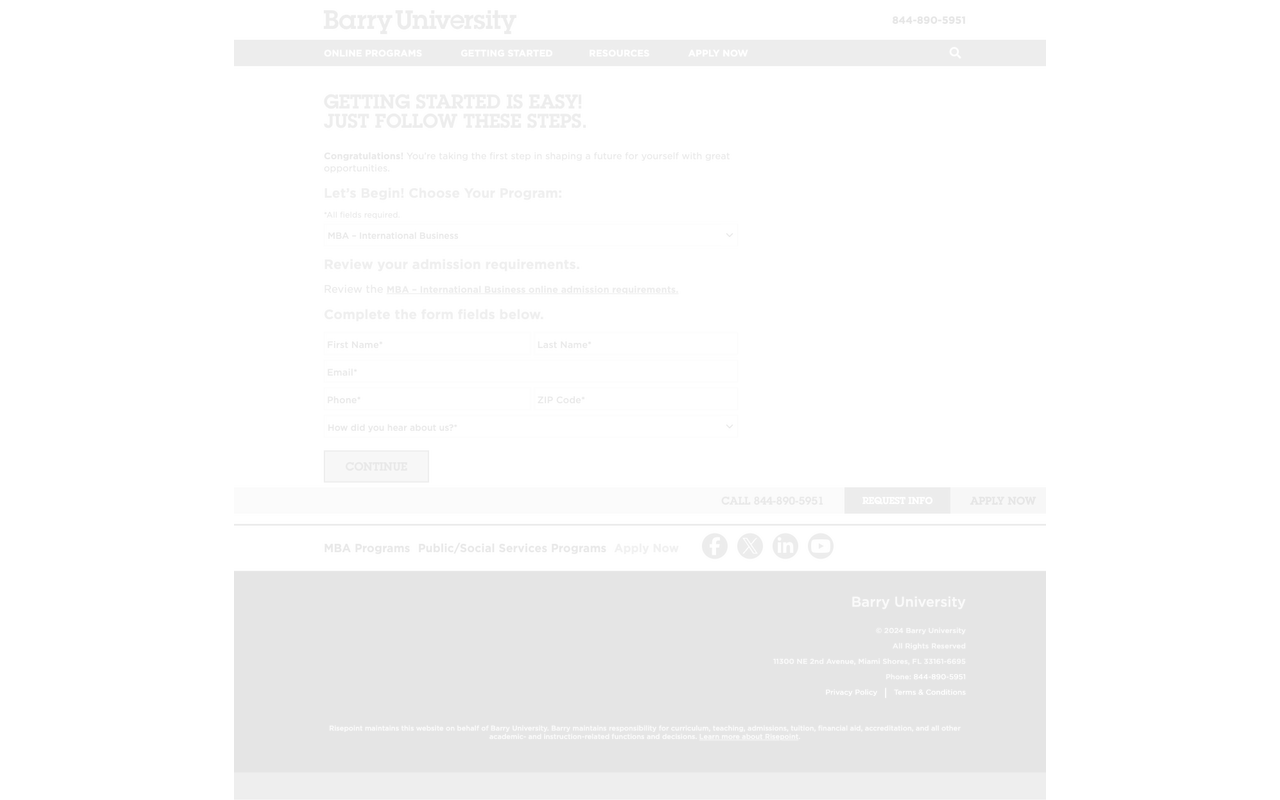 Barry University
844-890-5951
ONLINE PROGRAMS GETTING STARTED RESOURCES APPLY NOW
GETTING STARTED IS EASY!
JUST FOLLOW THESE STEPS.
Congratulations! You're taking the first step in shaping a future for yourself with great
opportunities.
Let's Begin! Choose Your Program:
*All fields required.
MBA – International Business
Review your admission requirements.
Review the MBA – International Business online admission requirements.
Complete the form fields below.
First Name* Last Name*
Email*
Phone* ZIP Code*
How did you hear about us?*
CONTINUE
CALL 844-890-5951 REQUEST INFO APPLY NOW
MBA Programs Public/Social Services Programs Apply Now
Barry University
© 2024 Barry University
All Rights Reserved
11300 NE 2nd Avenue, Miami Shores, FL 33161-6695
Phone: 844-890-5951
Privacy Policy | Terms & Conditions
Risepoint maintains this website on behalf of Barry University. Barry maintains responsibility for curriculum, teaching, admissions, tuition, financial aid, accreditation, and all other
academic- and instruction-related functions and decisions. Learn more about Risepoint.